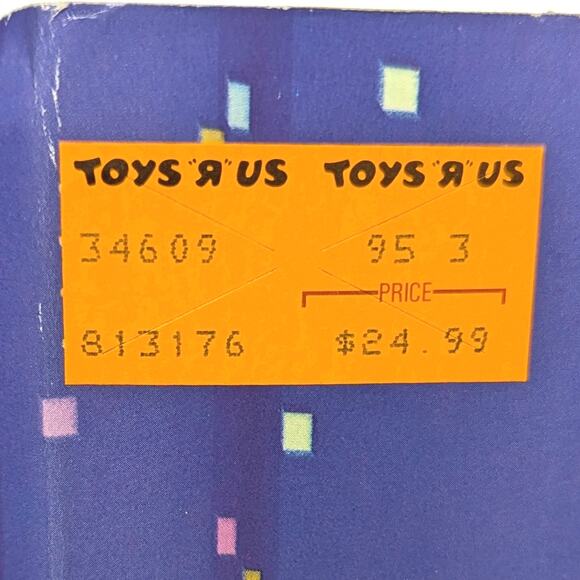 TOYS "R" US TOYS "R" US
34609 95 3
PRICE
813176 $24.99